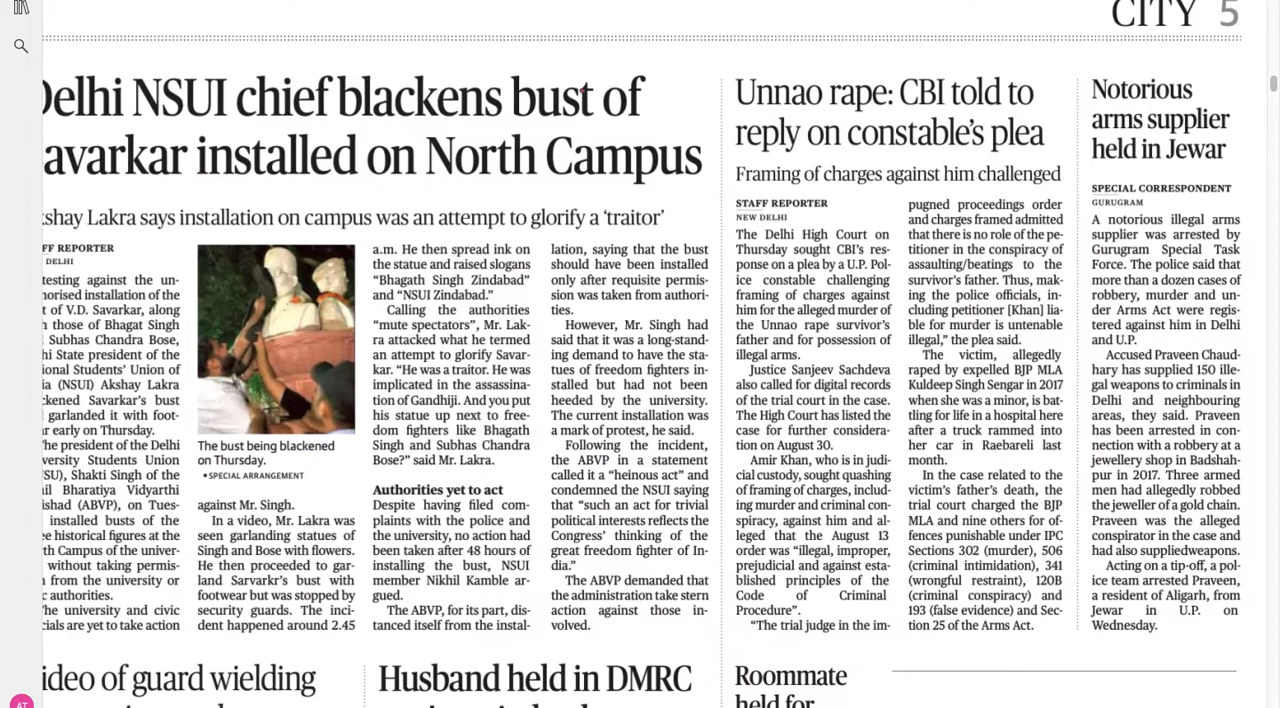 CITY 5
Delhi NSUI chief blackens bust of
avarkar installed on North Campus
kshay Lakra says installation on campus was an attempt to glorify a ‘traitor’
FF REPORTER
DELHI
testing against the un-
horised installation of the
t of V.D. Savarkar, along
h those of Bhagat Singh
Subhas Chandra Bose,
hi State president of the
ional Students’ Union of
ia (NSUI) Akshay Lakra
ckened Savarkar’s bust
garlanded it with foot-
r early on Thursday.
he president of the Delhi
versity Students Union
SU), Shakti Singh of the
il Bharatiya Vidyarthi
ishad (ABVP), on Tues-
installed busts of the
ee historical figures at the
th Campus of the univer-
without taking permis-
n from the university or
c authorities.
he university and civic
cials are yet to take action
The bust being blackened
on Thursday.
•SPECIAL ARRANGEMENT
against Mr. Singh.
In a video, Mr. Lakra was
seen garlanding statues of
Singh and Bose with flowers.
He then proceeded to gar-
land Sarvarkr’s bust with
footwear but was stopped by
security guards. The inci-
dent happened around 2.45
a.m. He then spread ink on
the statue and raised slogans
“Bhagath Singh Zindabad”
and “NSUI Zindabad.”
Calling the authorities
“mute spectators”, Mr. Lak-
ra attacked what he termed
an attempt to glorify Savar-
kar. “He was a traitor. He was
implicated in the assassina-
tion of Gandhiji. And you put
his statue up next to free-
dom fighters like Bhagath
Singh and Subhas Chandra
Bose?” said Mr. Lakra.
Authorities yet to act
Despite having filed com-
plaints with the police and
the university, no action had
been taken after 48 hours of
installing the bust, NSUI
member Nikhil Kamble ar-
gued.
The ABVP, for its part, dis-
tanced itself from the instal-
lation, saying that the bust
should have been installed
only after requisite permis-
sion was taken from authori-
ties.
However, Mr. Singh had
said that it was a long-stand-
ing demand to have the sta-
tues of freedom fighters in-
stalled but had not been
heeded by the university.
The current installation was
a mark of protest, he said.
Following the incident,
the ABVP in a statement
called it a “heinous act” and
condemned the NSUI saying
that “such an act for trivial
political interests reflects the
Congress’ thinking of the
great freedom fighter of In-
dia.”
The ABVP demanded that
the administration take stern
action against those in-
volved.
Unnao rape: CBI told to
reply on constable’s plea
Framing of charges against him challenged
STAFF REPORTER
NEW DELHI
The Delhi High Court on
Thursday sought CBI’s res-
ponse on a plea by a U.P. Pol-
ice constable challenging
framing of charges against
him for the alleged murder of
the Unnao rape survivor’s
father and for possession of
illegal arms.
Justice Sanjeev Sachdeva
also called for digital records
of the trial court in the case.
The High Court has listed the
case for further considera-
tion on August 30.
Amir Khan, who is in judi-
cial custody, sought quashing
of framing of charges, includ-
ing murder and criminal con-
spiracy, against him and al-
leged that the August 13
order was “illegal, improper,
prejudicial and against esta-
blished principles of the
Code of Criminal
Procedure”.
“The trial judge in the im-
pugned proceedings order
and charges framed admitted
that there is no role of the pe-
titioner in the conspiracy of
assaulting/beatings to the
survivor’s father. Thus, mak-
ing the police officials, in-
cluding petitioner [Khan] lia-
ble for murder is untenable
illegal,” the plea said.
The victim, allegedly
raped by expelled BJP MLA
Kuldeep Singh Sengar in 2017
when she was a minor, is bat-
tling for life in a hospital here
after a truck rammed into
her car in Raebareli last
month.
In the case related to the
victim’s father’s death, the
trial court charged the BJP
MLA and nine others for of-
fences punishable under IPC
Sections 302 (murder), 506
(criminal intimidation), 341
(wrongful restraint), 120B
(criminal conspiracy) and
193 (false evidence) and Sec-
tion 25 of the Arms Act.
Notorious
arms supplier
held in Jewar
SPECIAL CORRESPONDENT
GURUGRAM
A notorious illegal arms
supplier was arrested by
Gurugram Special Task
Force. The police said that
more than a dozen cases of
robbery, murder and un-
der Arms Act were regis-
tered against him in Delhi
and U.P.
Accused Praveen Chaud-
hary has supplied 150 ille-
gal weapons to criminals in
Delhi and neighbouring
areas, they said. Praveen
has been arrested in con-
nection with a robbery at a
jewellery shop in Badshah-
pur in 2017. Three armed
men had allegedly robbed
the jeweller of a gold chain.
Praveen was the alleged
conspirator in the case and
had also suppliedweapons.
Acting on a tip-off, a pol-
ice team arrested Praveen,
a resident of Aligarh, from
Jewar in U.P. on
Wednesday.
ideo of guard wielding
Husband held in DMRC
Roommate
held for
AT